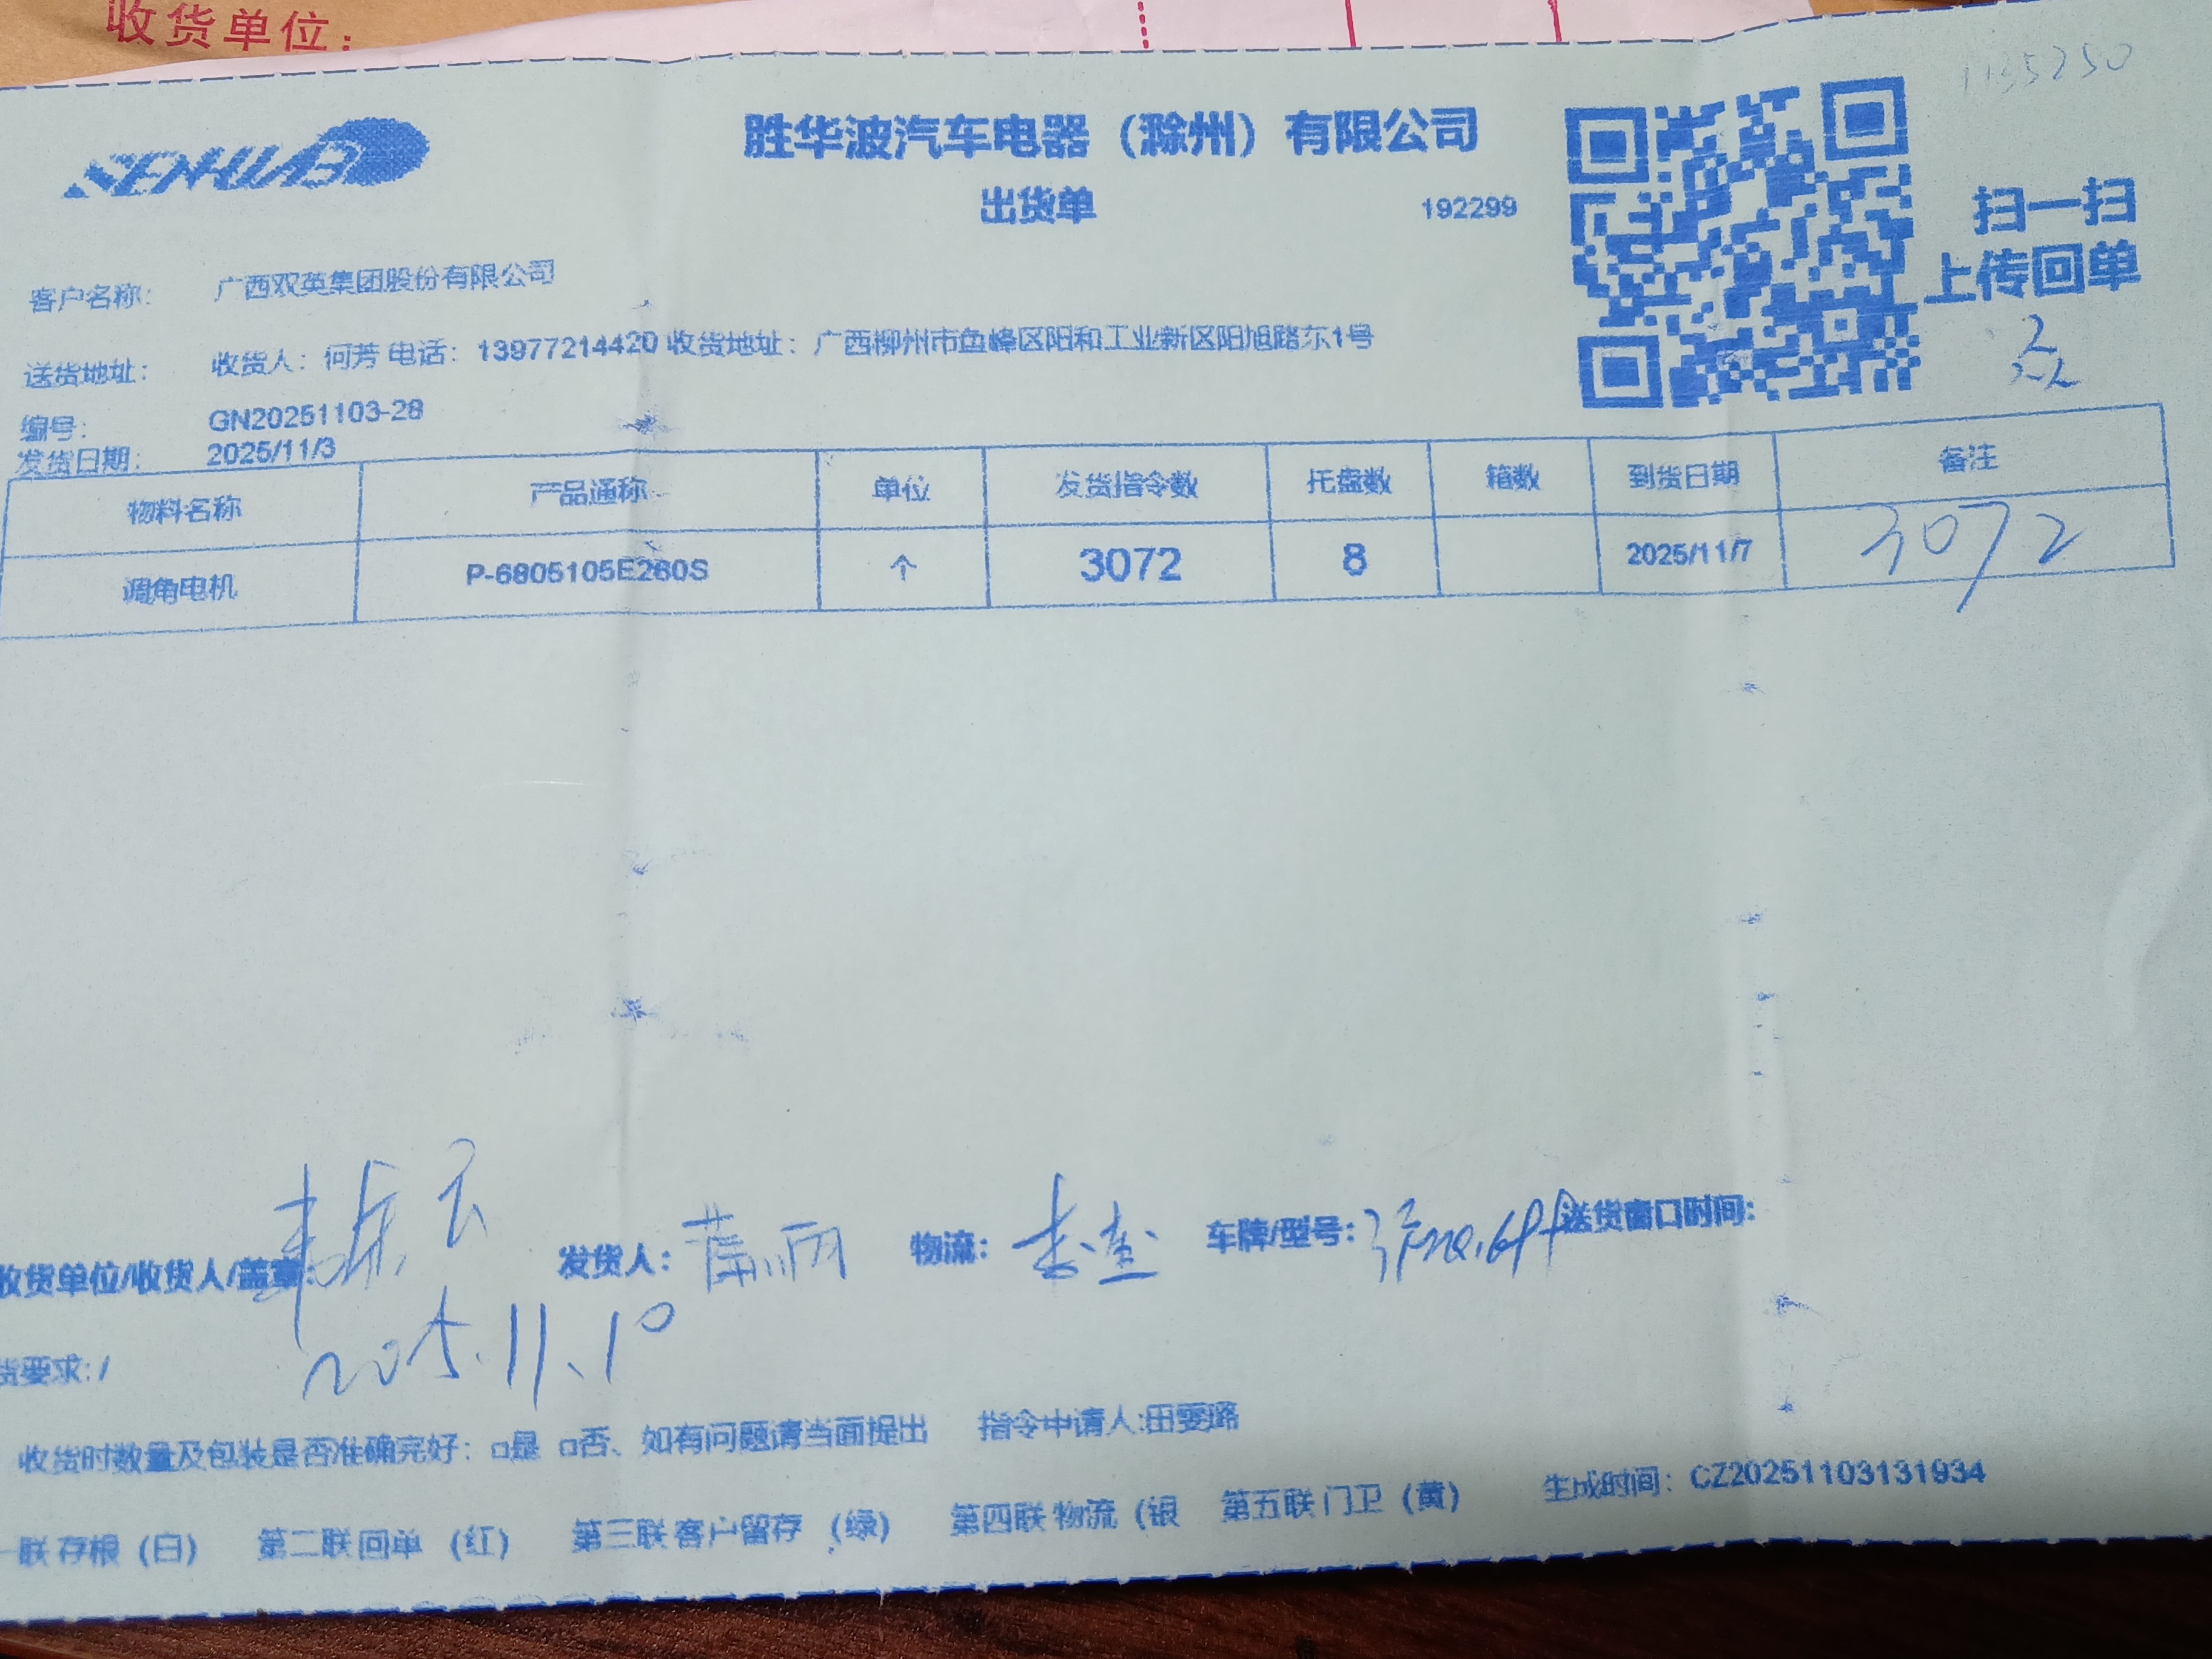 收货单位:
1135250
SENHWAB
胜华波汽车电器（滁州）有限公司
出货单
192299
扫一扫
上传回单
客户名称： 广西双英集团股份有限公司
送货地址： 收货人：何芳 电话：13977214420 收货地址：广西柳州市鱼峰区阳和工业新区阳旭路东1号
编号： GN20251103-28
发货日期： 2025/11/3
物料名称 产品通称 单位 发货指令数 托盘数 箱数 到货日期 备注
调角电机 P-6805105E260S 个 3072 8 2025/11/7 3072
收货单位/收货人/盖章: 发货人: 物流: 车牌/型号: 送货窗口时间:
2025.11.10
货要求: /
收货时数量及包装是否准确完好：□是 □否、如有问题请当面提出 指令申请人:田雯璐
联存根（白） 第二联回单（红） 第三联客户留存（绿） 第四联物流（银 第五联门卫（黄） 生成时间：CZ20251103131934